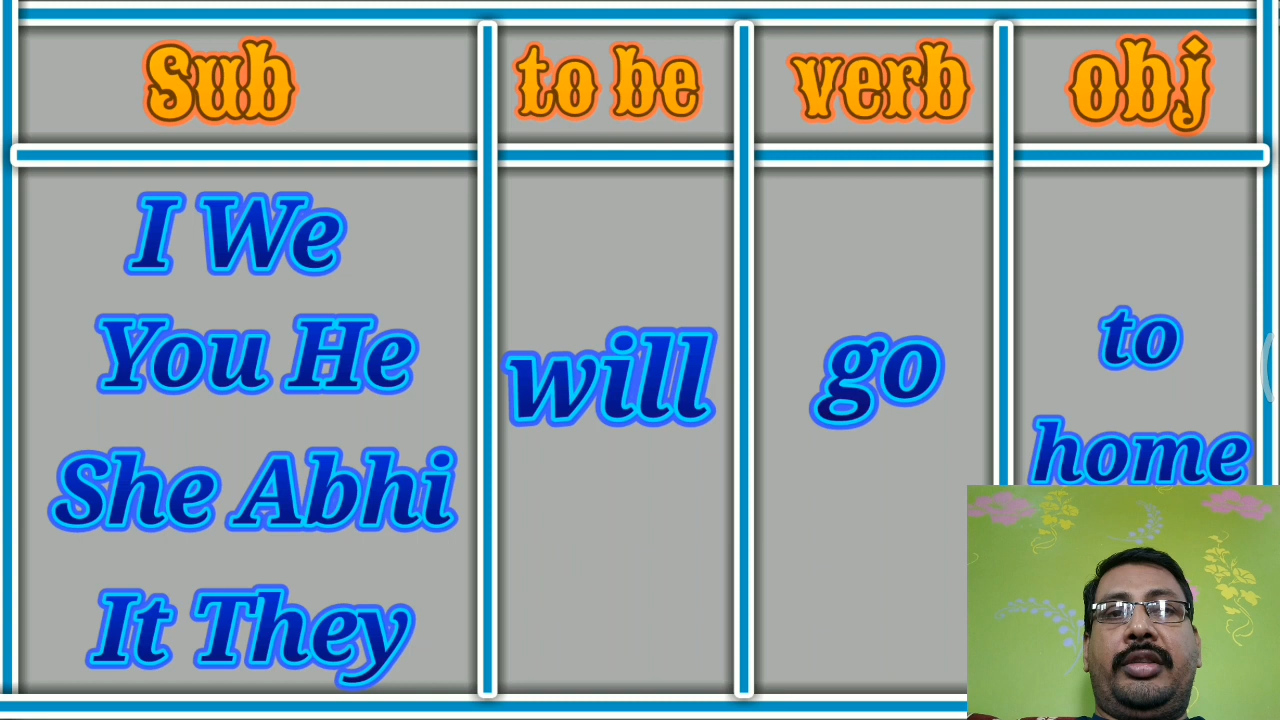 Sub to be verb obj
I We
You He
She Abhi
It They
will
go
to
home